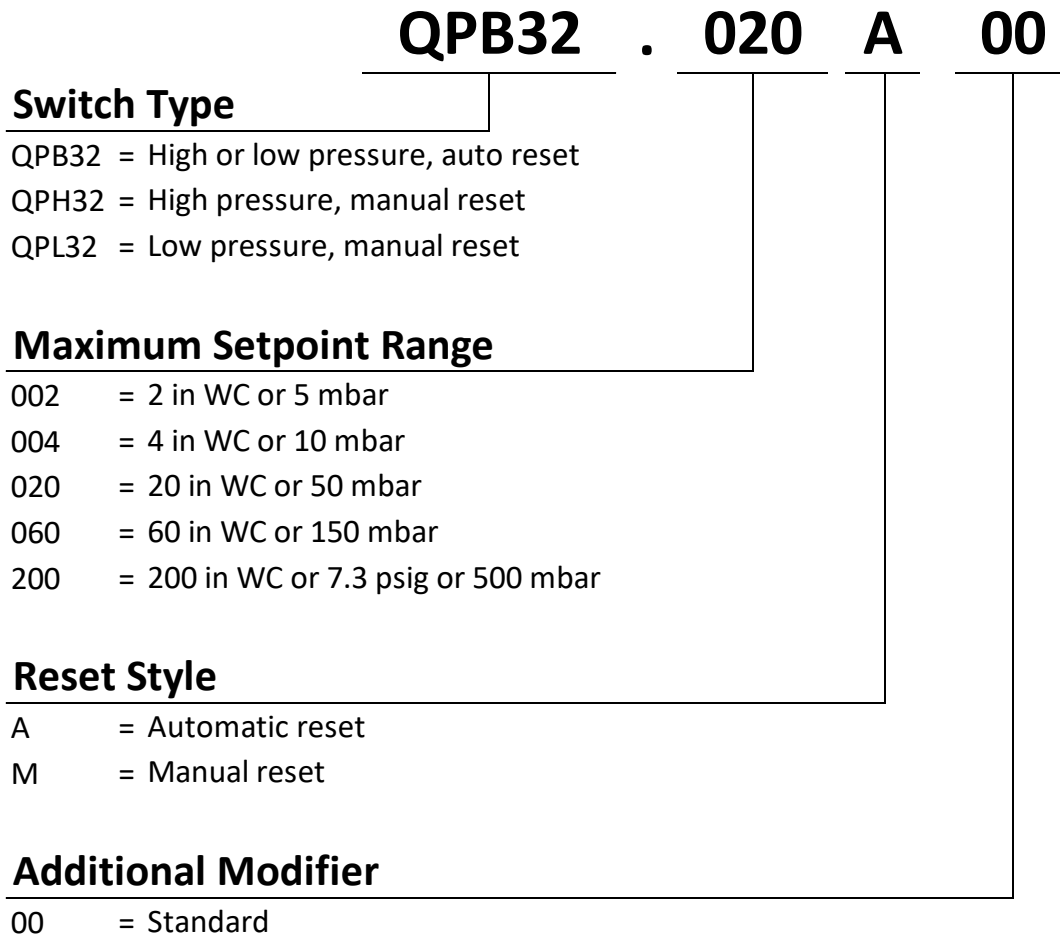 QPB32 . 020 A 00
Switch Type
QPB32 = High or low pressure, auto reset
QPH32 = High pressure, manual reset
QPL32 = Low pressure, manual reset
Maximum Setpoint Range
002 = 2 in WC or 5 mbar
004 = 4 in WC or 10 mbar
020 = 20 in WC or 50 mbar
060 = 60 in WC or 150 mbar
200 = 200 in WC or 7.3 psig or 500 mbar
Reset Style
A = Automatic reset
M = Manual reset
Additional Modifier
00 = Standard